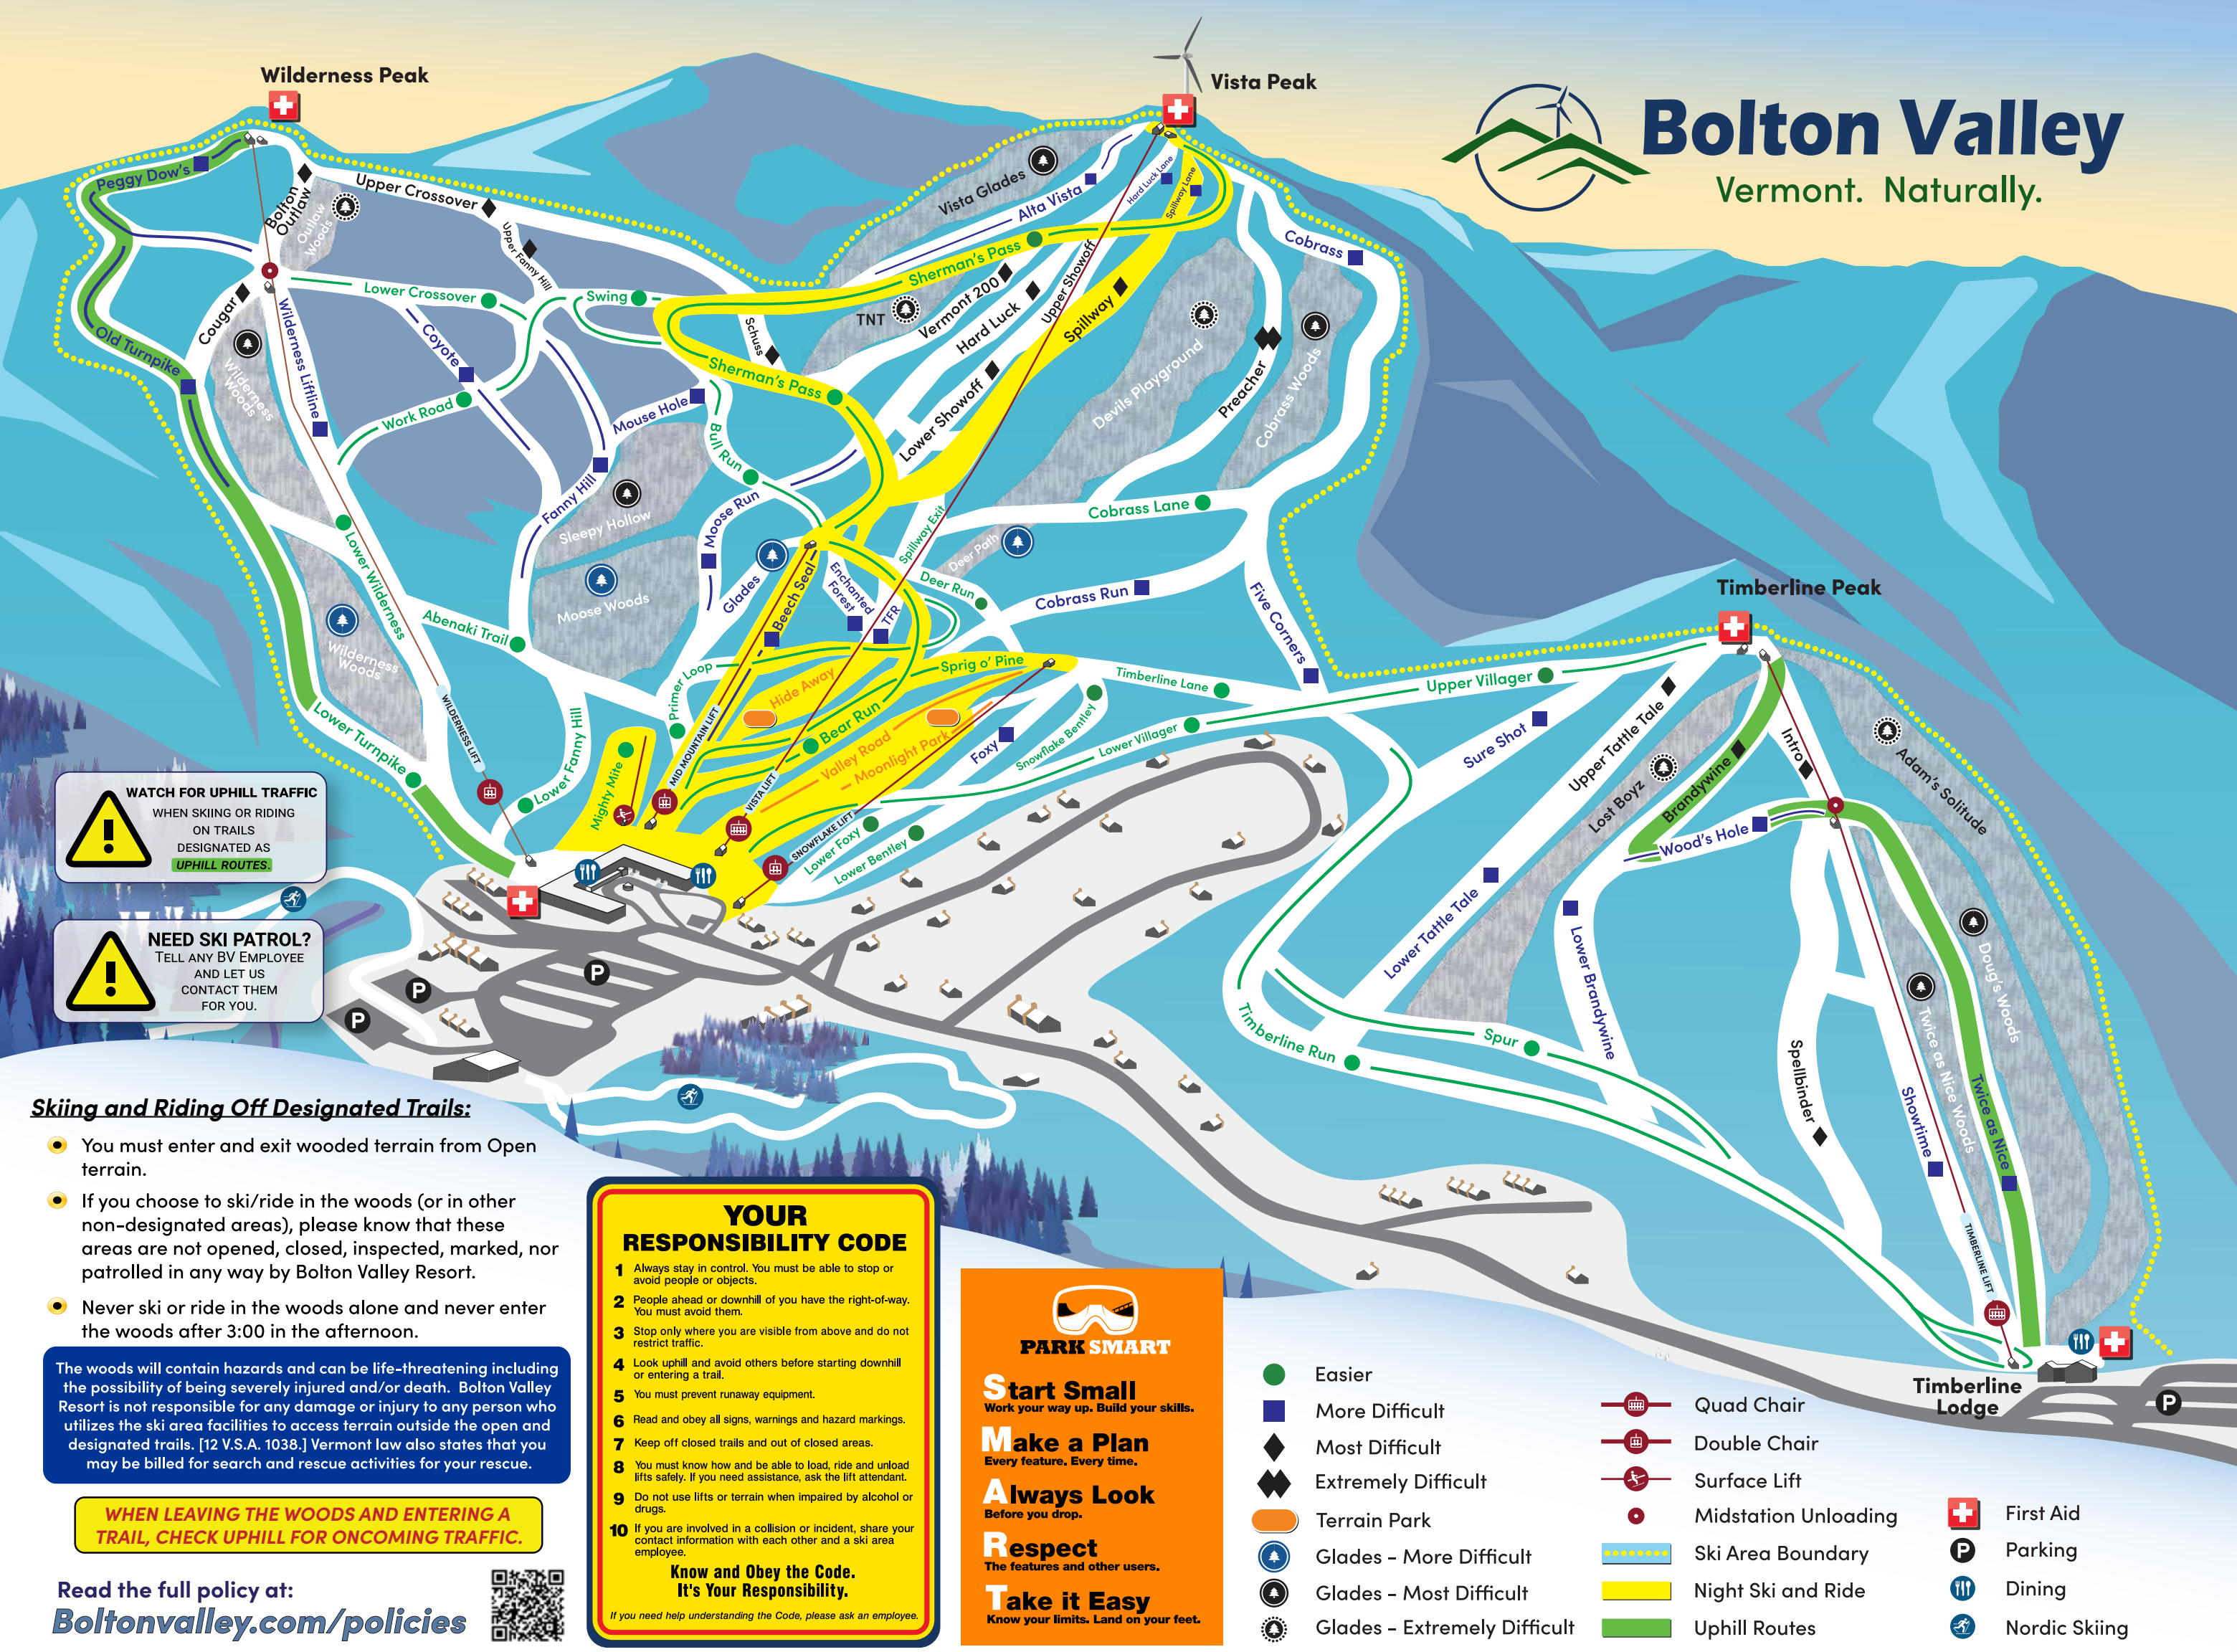 Wilderness Peak
Vista Peak
Bolton Valley
Vermont. Naturally.
Peggy Dow's
Bolton
Outlaw
Outlaw
Woods
Upper Crossover
Upper Fanny Hill
Vista Glades
Alta Vista
Hard Luck Lane
Spillway Lane
Sherman's Pass
Cobrass
Lower Crossover
Swing
Cougar
Old Turnpike
Wilderness
Woods
Wilderness Liftline
Coyote
Work Road
Schuss
TNT
Vermont 200
Hard Luck
Upper Showoff
Spillway
Sherman's Pass
Lower Showoff
Devils Playground
Preacher
Cobrass Woods
Mouse Hole
Bull Run
Fanny Hill
Sleepy Hollow
Moose Run
Moose Woods
Cobrass Lane
Spillway Exit
Deer Path
Lower Wilderness
Wilderness
Woods
Abenaki Trail
Glades
Beech Seal
Enchanted
Forest
TFR
Deer Run
Cobrass Run
Five Corners
Timberline Peak
Primer Loop
Hide Away
Sprig o' Pine
Timberline Lane
Upper Villager
Lower Turnpike
WILDERNESS LIFT
Lower Fanny Hill
Mighty Mite
MID MOUNTAIN LIFT
Bear Run
Valley Road
Moonlight Park
VISTA LIFT
SNOWFLAKE LIFT
Foxy
Snowflake Bentley
Lower Villager
Lower Foxy
Lower Bentley
Sure Shot
Upper Tattle Tale
Lost Boyz
Brandywine
Intro
Adam's Solitude
Wood's Hole
Lower Tattle Tale
Lower Brandywine
Doug's Woods
Twice as Nice Woods
Twice as Nice
Spellbinder
Showtime
Timberline Run
Spur
TIMBERLINE LIFT
Timberline
Lodge
P
P
P
P
WATCH FOR UPHILL TRAFFIC
WHEN SKIING OR RIDING
ON TRAILS
DESIGNATED AS
UPHILL ROUTES.
NEED SKI PATROL?
TELL ANY BV EMPLOYEE
AND LET US
CONTACT THEM
FOR YOU.
Skiing and Riding Off Designated Trails:
You must enter and exit wooded terrain from Open
terrain.
If you choose to ski/ride in the woods (or in other
non-designated areas), please know that these
areas are not opened, closed, inspected, marked, nor
patrolled in any way by Bolton Valley Resort.
Never ski or ride in the woods alone and never enter
the woods after 3:00 in the afternoon.
The woods will contain hazards and can be life-threatening including
the possibility of being severely injured and/or death. Bolton Valley
Resort is not responsible for any damage or injury to any person who
utilizes the ski area facilities to access terrain outside the open and
designated trails. [12 V.S.A. 1038.] Vermont law also states that you
may be billed for search and rescue activities for your rescue.
WHEN LEAVING THE WOODS AND ENTERING A
TRAIL, CHECK UPHILL FOR ONCOMING TRAFFIC.
Read the full policy at:
Boltonvalley.com/policies
YOUR
RESPONSIBILITY CODE
1 Always stay in control. You must be able to stop or
avoid people or objects.
2 People ahead or downhill of you have the right-of-way.
You must avoid them.
3 Stop only where you are visible from above and do not
restrict traffic.
4 Look uphill and avoid others before starting downhill
or entering a trail.
5 You must prevent runaway equipment.
6 Read and obey all signs, warnings and hazard markings.
7 Keep off closed trails and out of closed areas.
8 You must know how and be able to load, ride and unload
lifts safely. If you need assistance, ask the lift attendant.
9 Do not use lifts or terrain when impaired by alcohol or
drugs.
10 If you are involved in a collision or incident, share your
contact information with each other and a ski area
employee.
Know and Obey the Code.
It's Your Responsibility.
If you need help understanding the Code, please ask an employee.
PARK SMART
Start Small
Work your way up. Build your skills.
Make a Plan
Every feature. Every time.
Always Look
Before you drop.
Respect
The features and other users.
Take it Easy
Know your limits. Land on your feet.
Easier
More Difficult
Most Difficult
Extremely Difficult
Terrain Park
Glades - More Difficult
Glades - Most Difficult
Glades - Extremely Difficult
Quad Chair
Double Chair
Surface Lift
Midstation Unloading
Ski Area Boundary
Night Ski and Ride
Uphill Routes
First Aid
P Parking
Dining
Nordic Skiing